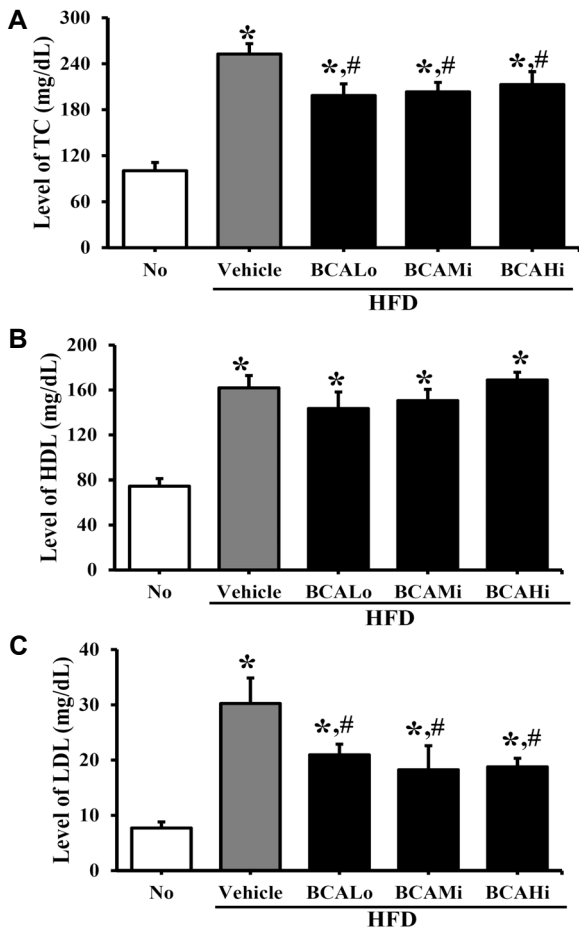 A
Level of TC (mg/dL)
300
240
180
120
60
0
*
*,#
*,#
*,#
No Vehicle BCALo BCAMi BCAHi
HFD
B
Level of HDL (mg/dL)
200
160
120
80
40
0
*
*
*
*
No Vehicle BCALo BCAMi BCAHi
HFD
C
Level of LDL (mg/dL)
40
30
20
10
0
*
*,#
*,#
*,#
No Vehicle BCALo BCAMi BCAHi
HFD